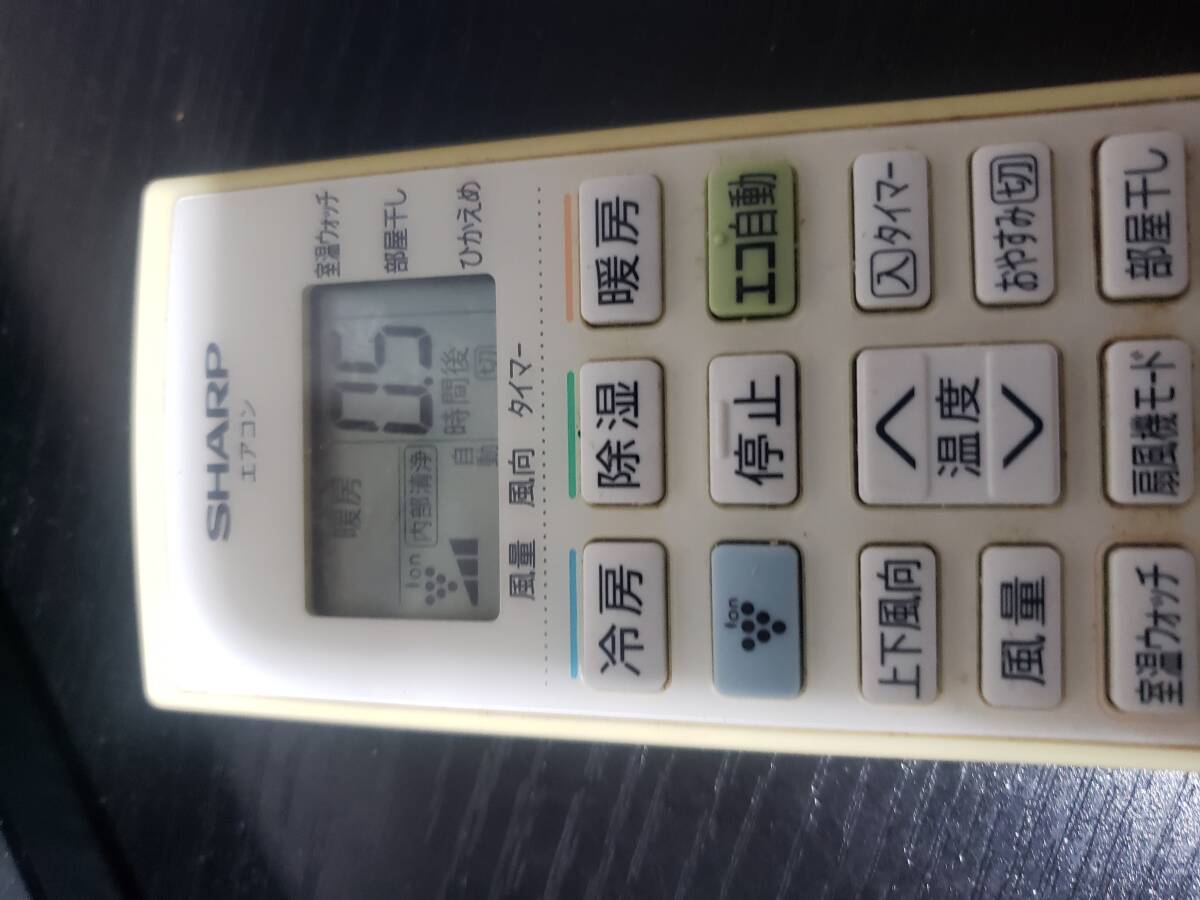 SHARP
エアコン
室温ウォッチ
部屋干し
ひかえめ
暖房
0.5
Ion 内部清浄
時間後
自動
切
風量 風向 タイマー
冷房 除湿 暖房
Ion 停止 エコ自動
上下風向 温度 入タイマー
風量 おやすみ切
室温ウォッチ 扇風機モード 部屋干し